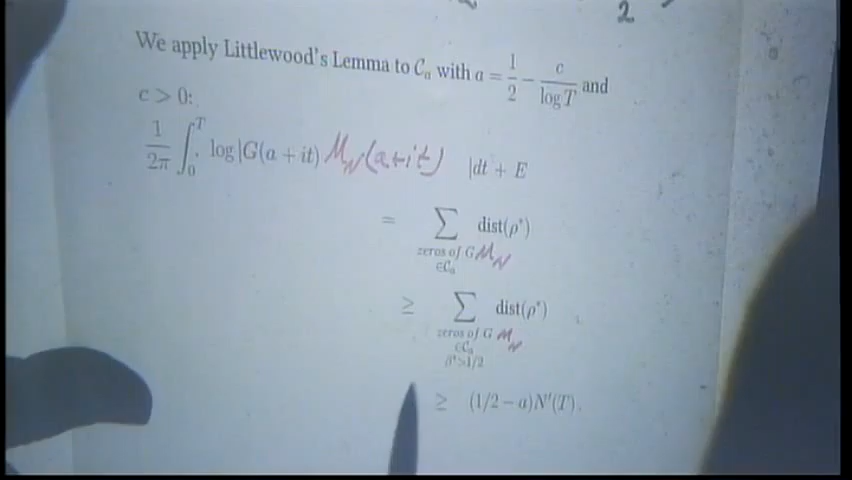 2
We apply Littlewood's Lemma to C_a with a = 1/2 − c/log T and
c > 0:
1/2π ∫_0^T log |G(a + it) M_N(a+it) |dt + E
= ∑ dist(ρ*)
zeros of G M_N
∈C_a
≥ ∑ dist(ρ*)
zeros of G M_N
∈C_a
β*>1/2
≥ (1/2 − a)N'(T).